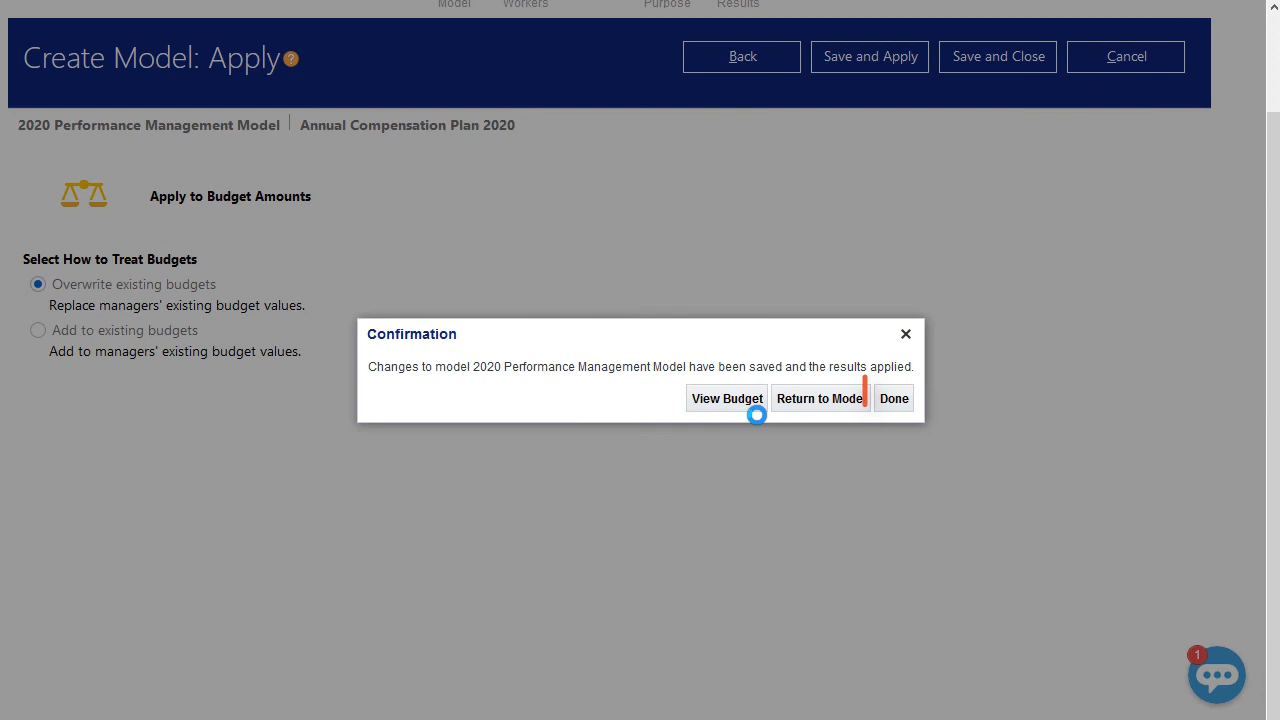 Model Workers Purpose Results
Create Model: Apply ?
Back Save and Apply Save and Close Cancel
2020 Performance Management Model Annual Compensation Plan 2020
Apply to Budget Amounts
Select How to Treat Budgets
Overwrite existing budgets
Replace managers' existing budget values.
Add to existing budgets
Add to managers' existing budget values.
Confirmation
Changes to model 2020 Performance Management Model have been saved and the results applied.
View Budget Return to Model Done
1